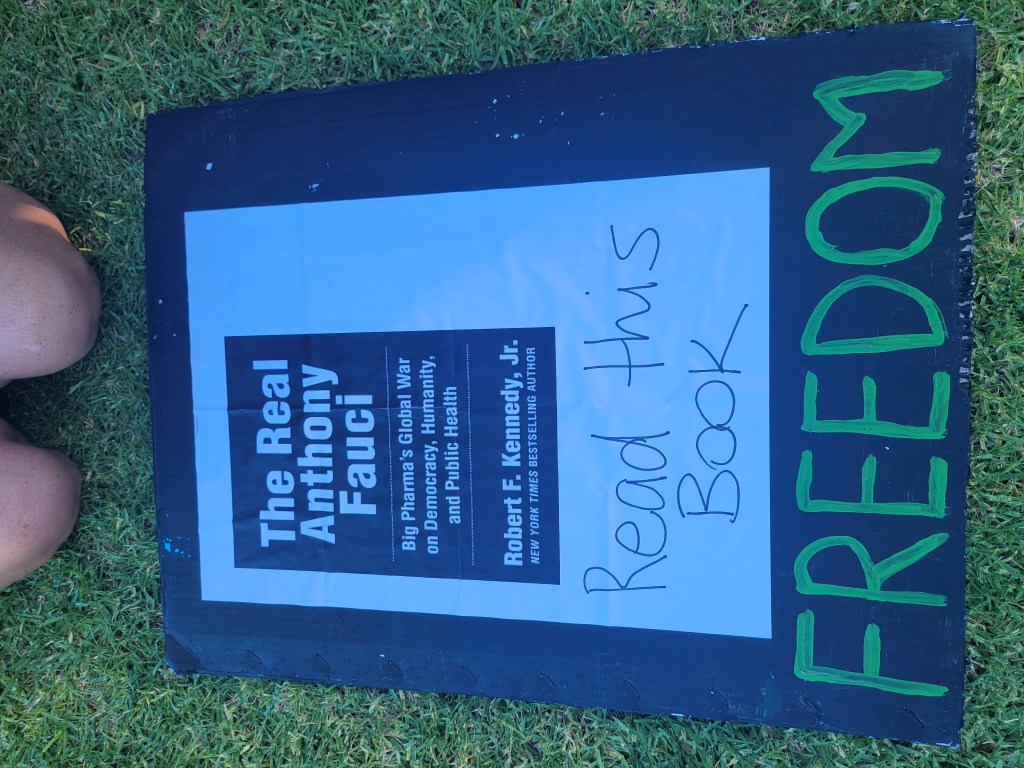 The Real
Anthony
Fauci
Big Pharma's Global War
on Democracy, Humanity,
and Public Health
Robert F. Kennedy, Jr.
NEW YORK TIMES BESTSELLING AUTHOR
Read this
Book
FREEDOM